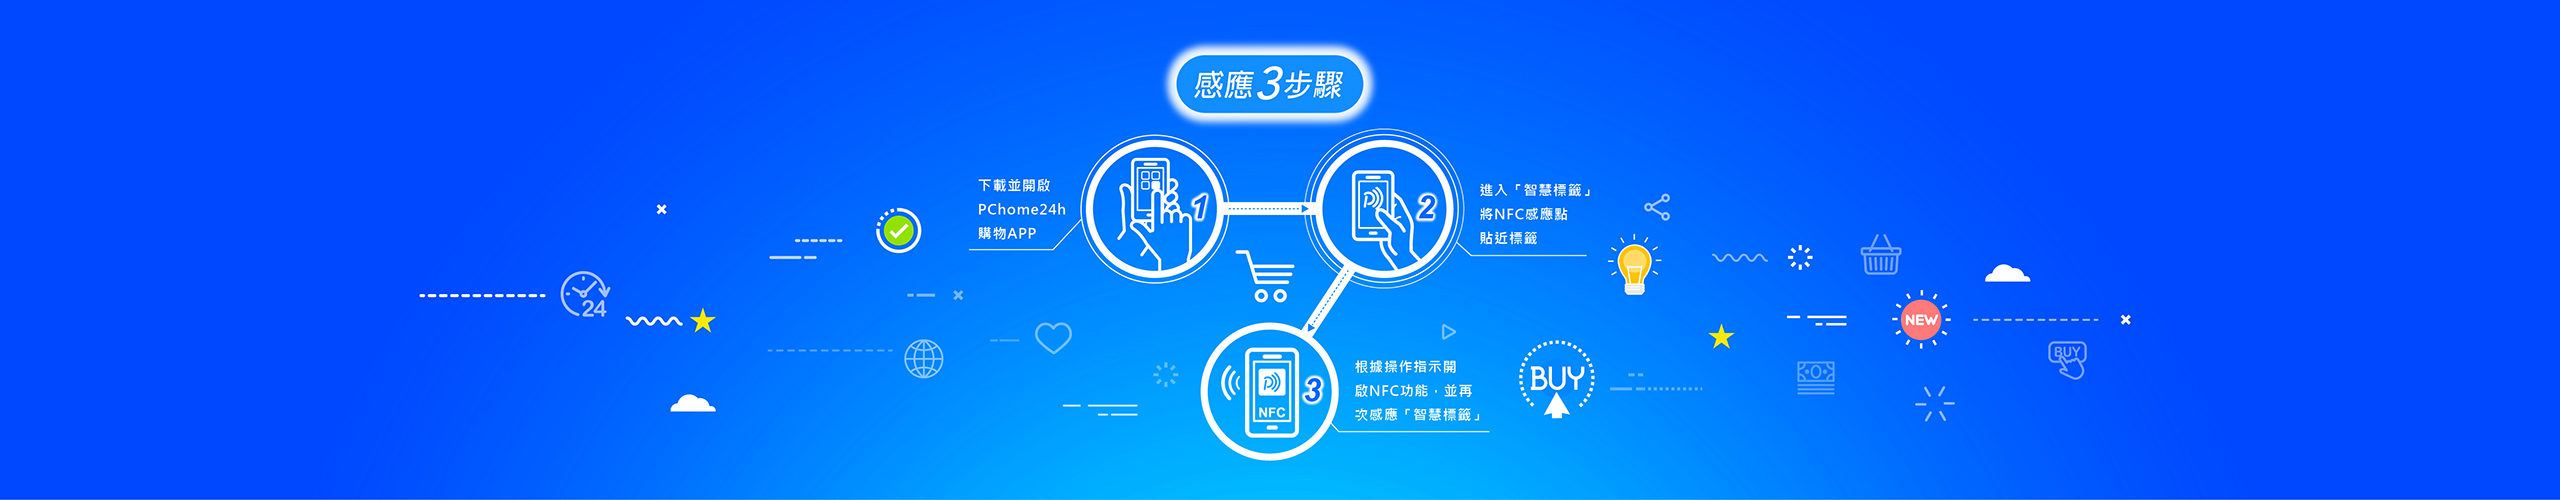 感應3步驟
下載並開啟
PChome24h
購物APP
1
2
進入「智慧標籤」
將NFC感應點
貼近標籤
24
NEW
BUY
3
NFC
根據操作指示開
啟NFC功能，並再
次感應「智慧標籤」
BUY